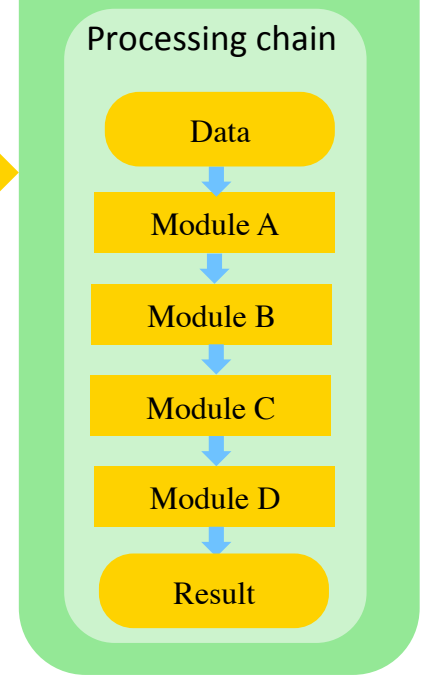 Processing chain
Data
Module A
Module B
Module C
Module D
Result